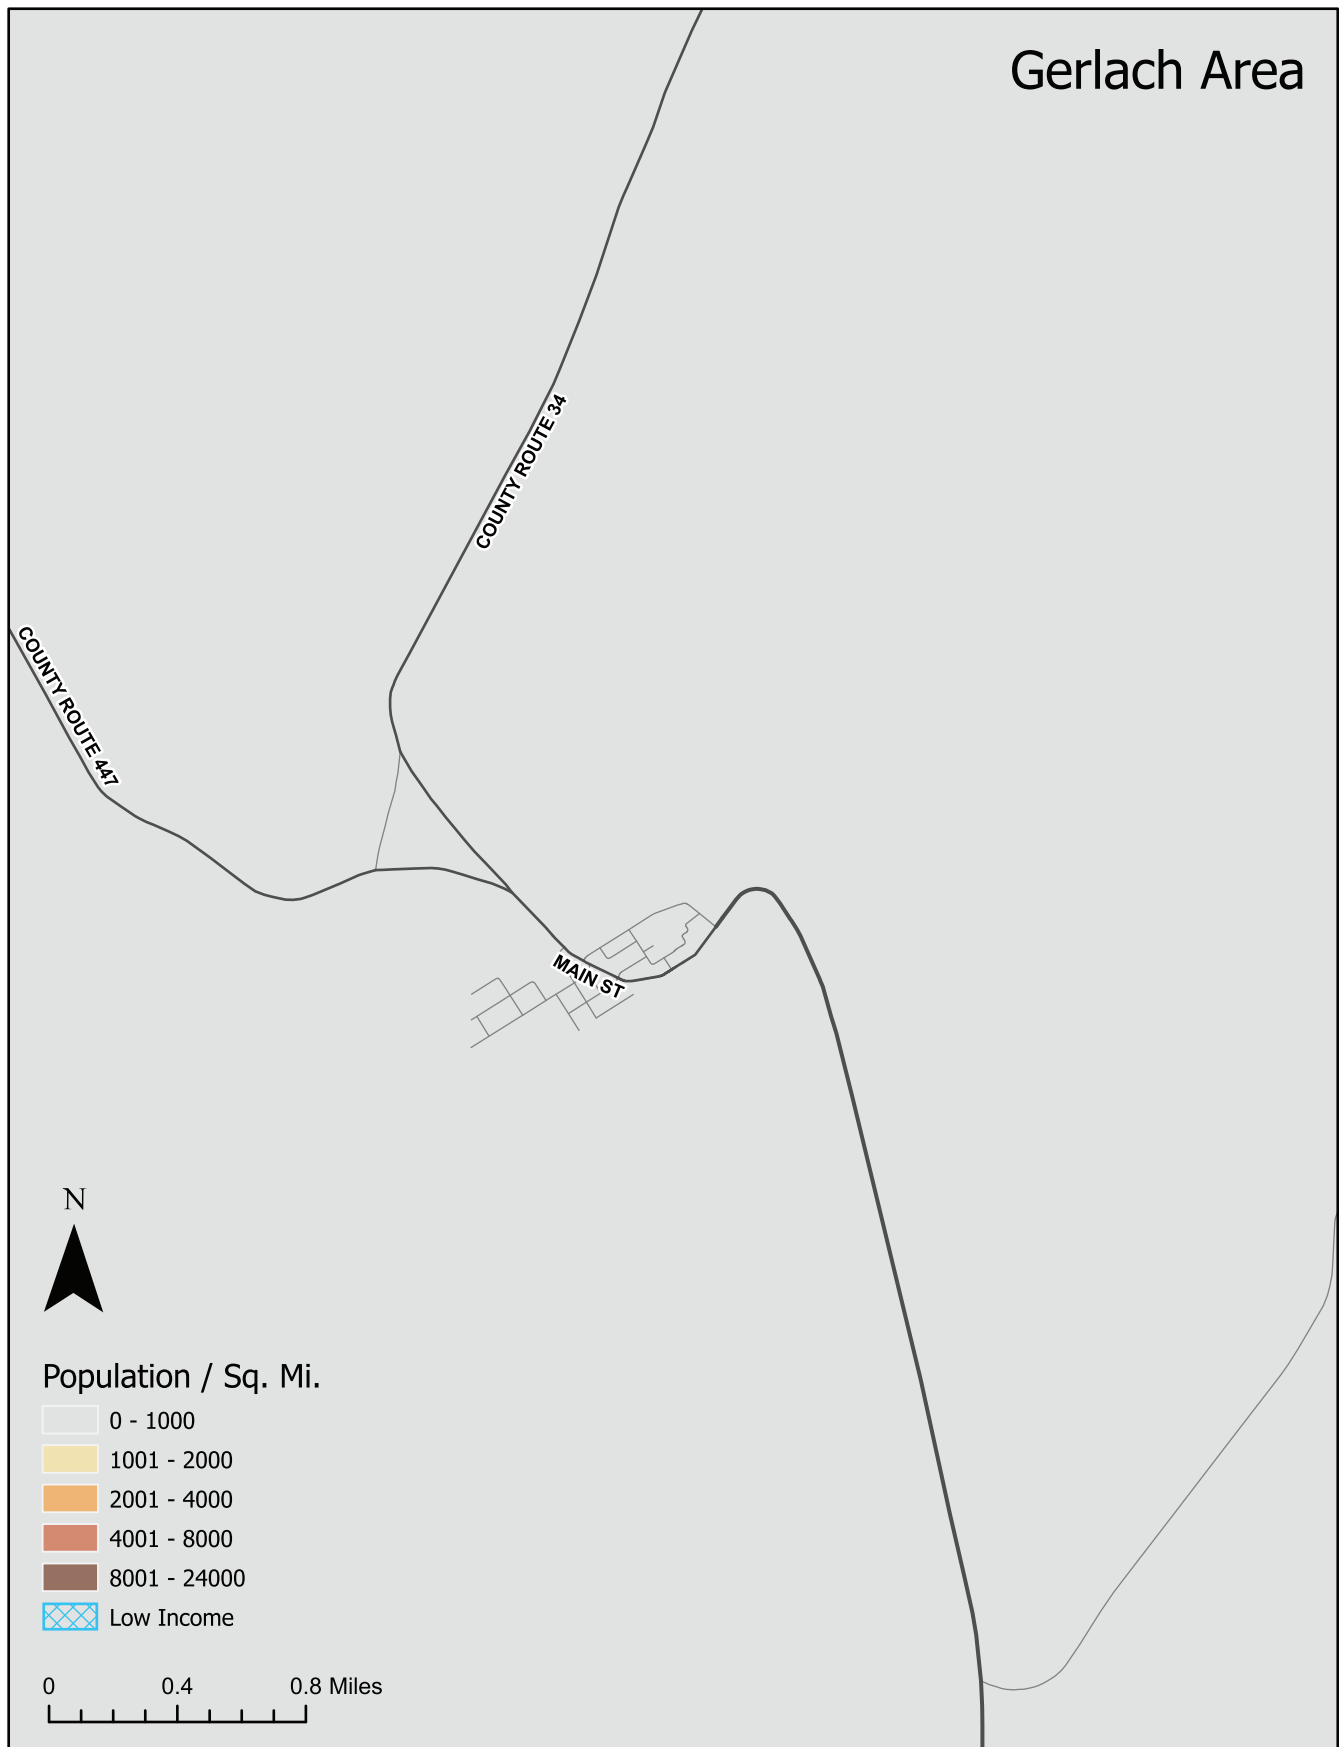 Gerlach Area
COUNTY ROUTE 34
COUNTY ROUTE 447
MAIN ST
N
Population / Sq. Mi.
0 - 1000
1001 - 2000
2001 - 4000
4001 - 8000
8001 - 24000
Low Income
0 0.4 0.8 Miles